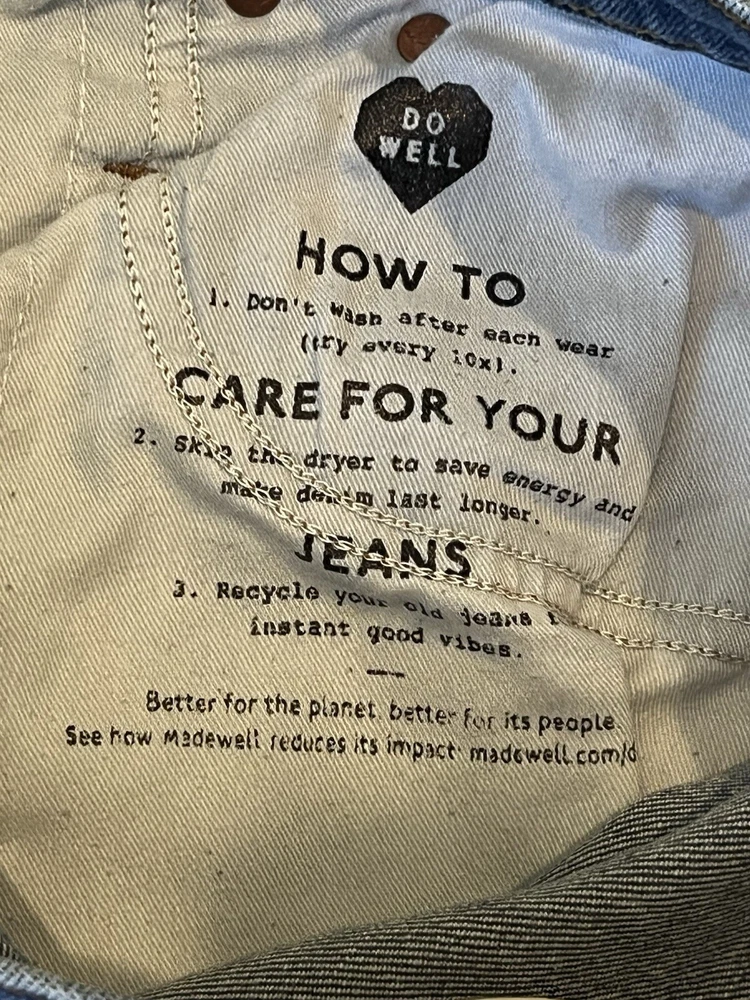 DO
WELL
HOW TO
1. Don't wash after each wear
(try every 10x).
CARE FOR YOUR
2. Skip the dryer to save energy and
make denim last longer.
JEANS
3. Recycle your old jeans
instant good vibes.
Better for the planet, better for its people.
See how Madewell reduces its impact: madewell.com/d